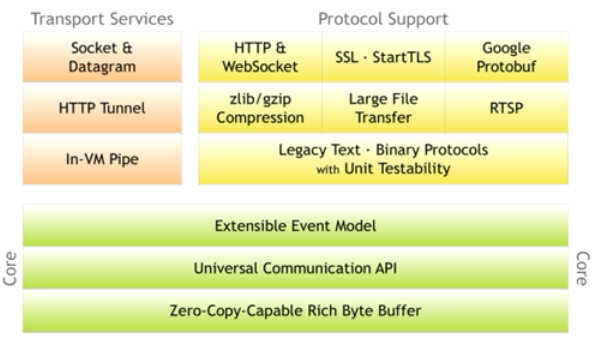 Transport Services
Protocol Support
Socket &
Datagram
HTTP &
WebSocket
SSL · StartTLS
Google
Protobuf
HTTP Tunnel
zlib/gzip
Compression
Large File
Transfer
RTSP
In-VM Pipe
Legacy Text · Binary Protocols
with Unit Testability
Core
Extensible Event Model
Universal Communication API
Zero-Copy-Capable Rich Byte Buffer
Core